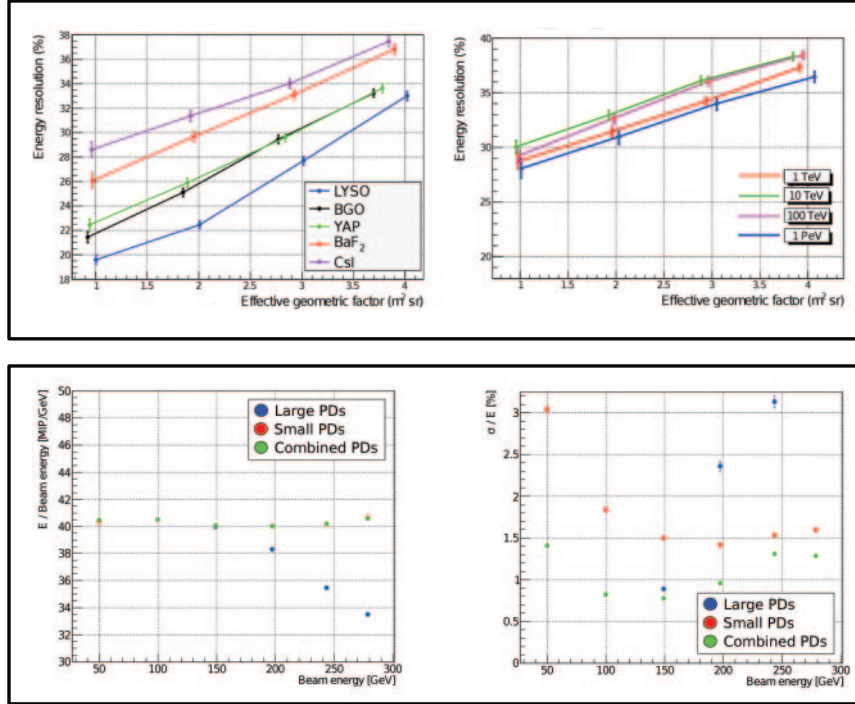 38
36
34
32
30
28
26
24
22
20
18
Energy resolution (%)
LYSO
BGO
YAP
BaF2
CsI
1 1.5 2 2.5 3 3.5 4
Effective geometric factor (m² sr)
40
35
30
25
20
Energy resolution (%)
1 TeV
10 TeV
100 TeV
1 PeV
1 1.5 2 2.5 3 3.5 4
Effective geometric factor (m² sr)
50
48
46
44
42
40
38
36
34
32
30
E / Beam energy [MIP/GeV]
Large PDs
Small PDs
Combined PDs
50 100 150 200 250 300
Beam energy [GeV]
3
2.5
2
1.5
1
0.5
0
σ / E [%]
Large PDs
Small PDs
Combined PDs
50 100 150 200 250 300
Beam energy [GeV]